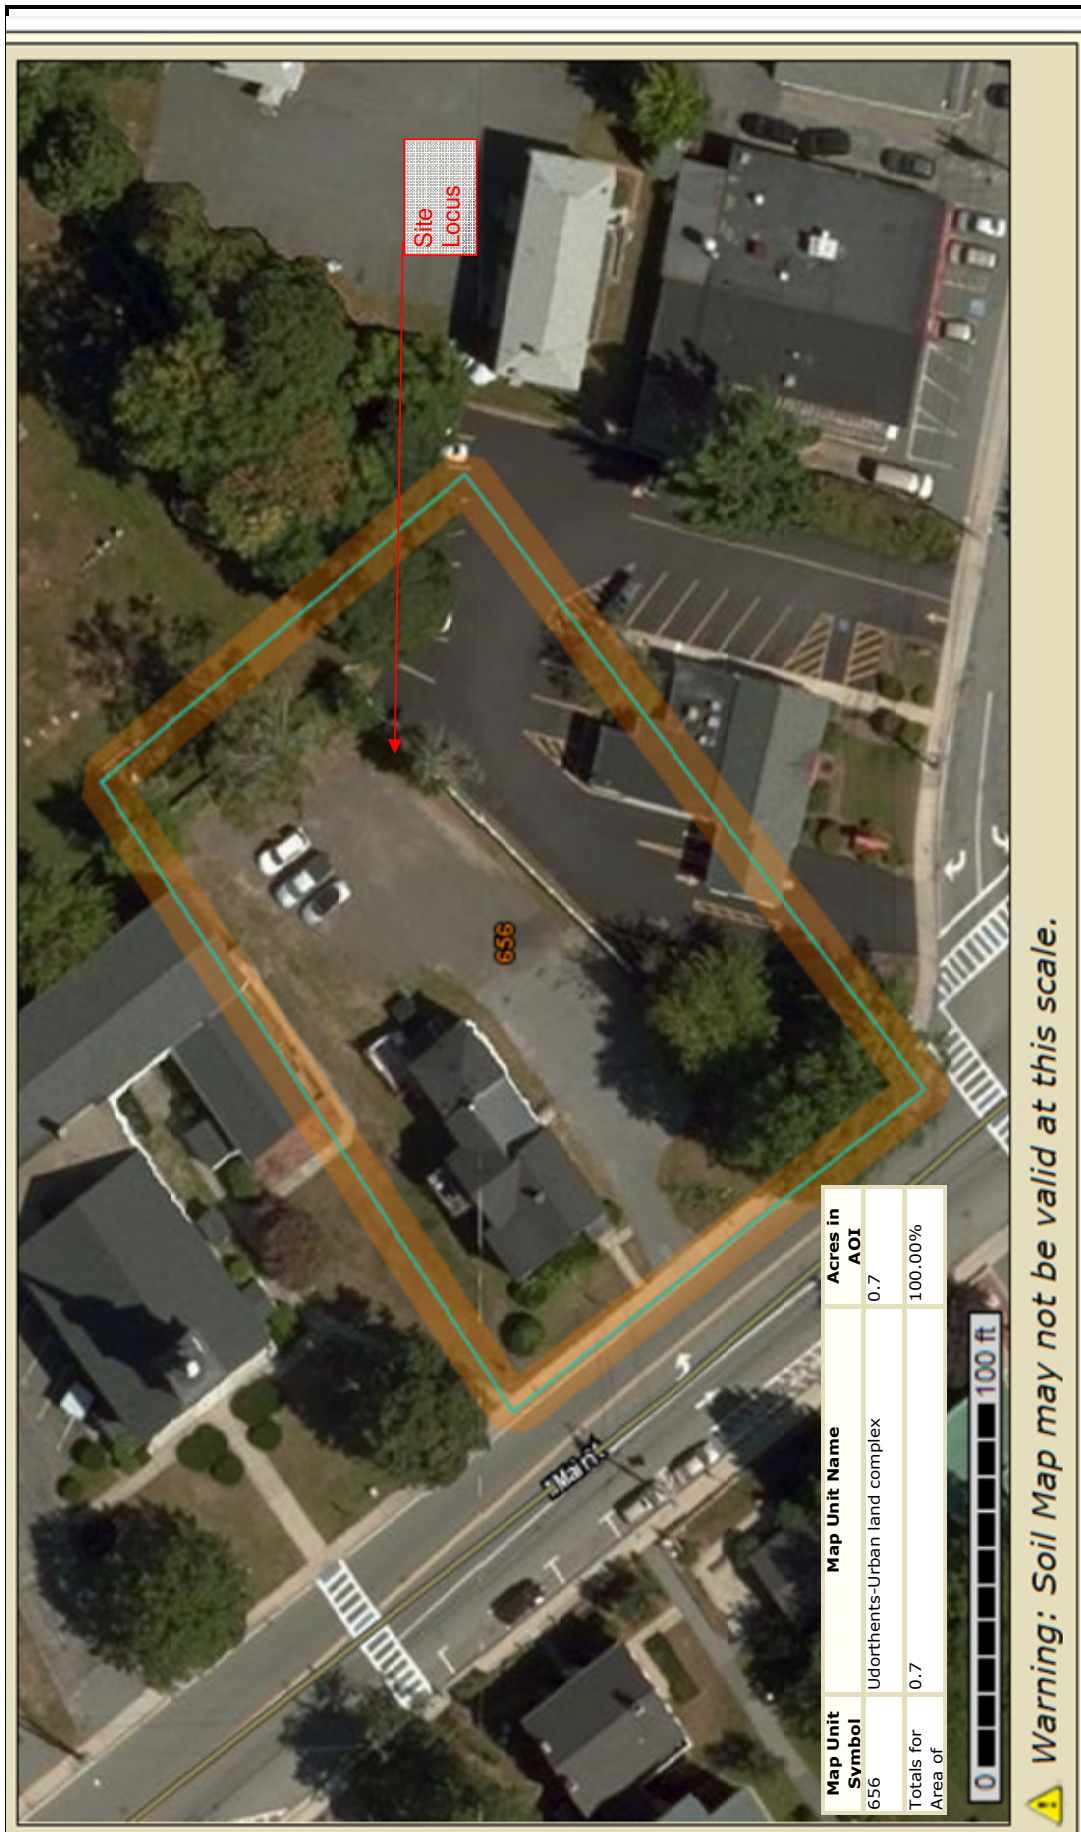 Site
Locus
656
Main
Map Unit Symbol
Map Unit Name
Acres in AOI
656
Udorthents-Urban land complex
0.7
Totals for Area of
0.7
100.00%
0
100 ft
Warning: Soil Map may not be valid at this scale.